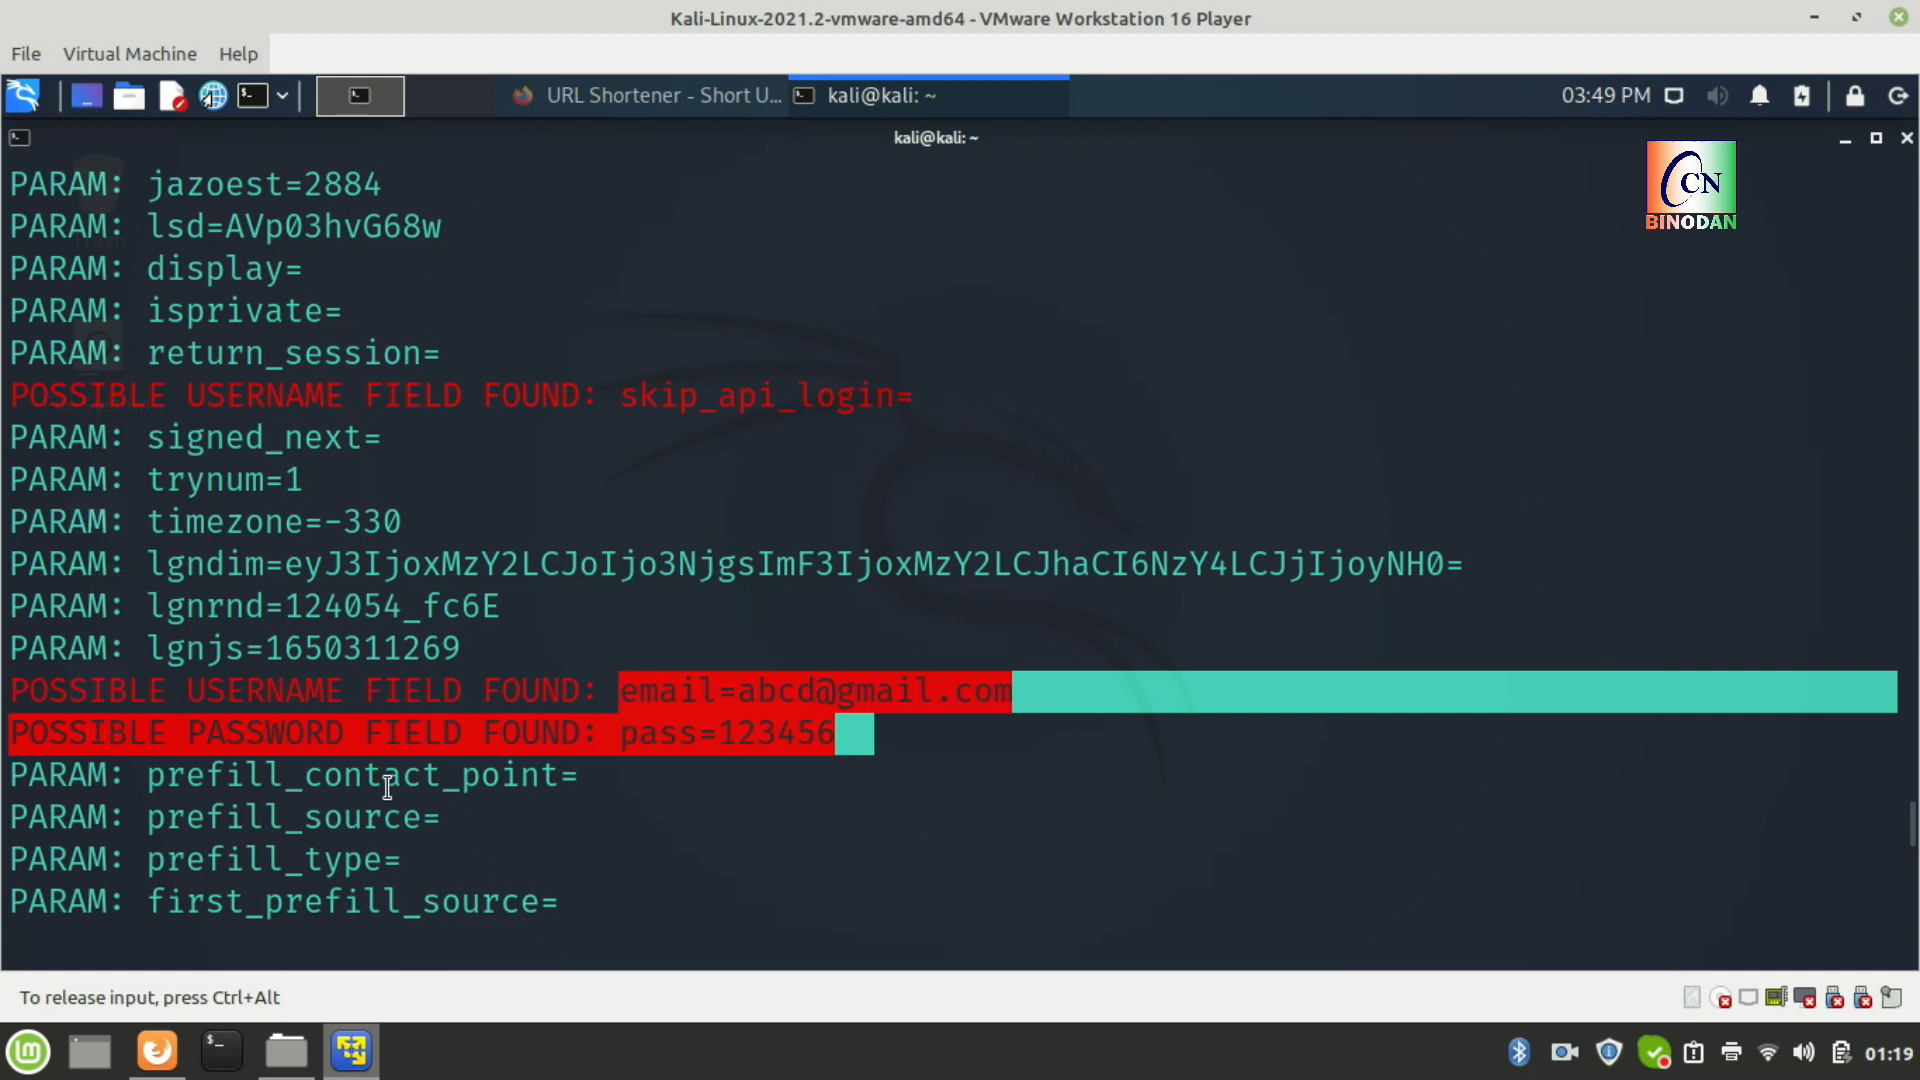 Kali-Linux-2021.2-vmware-amd64 - VMware Workstation 16 Player
File Virtual Machine Help
URL Shortener - Short U... kali@kali: ~ 03:49 PM
kali@kali: ~
CCN
BINODAN
PARAM: jazoest=2884
PARAM: lsd=AVp03hvG68w
PARAM: display=
PARAM: isprivate=
PARAM: return_session=
POSSIBLE USERNAME FIELD FOUND: skip_api_login=
PARAM: signed_next=
PARAM: trynum=1
PARAM: timezone=-330
PARAM: lgndim=eyJ3IjoxMzY2LCJoIjo3NjgsImF3IjoxMzY2LCJhaCI6NzY4LCJjIjoyNH0=
PARAM: lgnrnd=124054_fc6E
PARAM: lgnjs=1650311269
POSSIBLE USERNAME FIELD FOUND: email=abcd@gmail.com
POSSIBLE PASSWORD FIELD FOUND: pass=123456
PARAM: prefill_contact_point=
PARAM: prefill_source=
PARAM: prefill_type=
PARAM: first_prefill_source=
To release input, press Ctrl+Alt
01:19